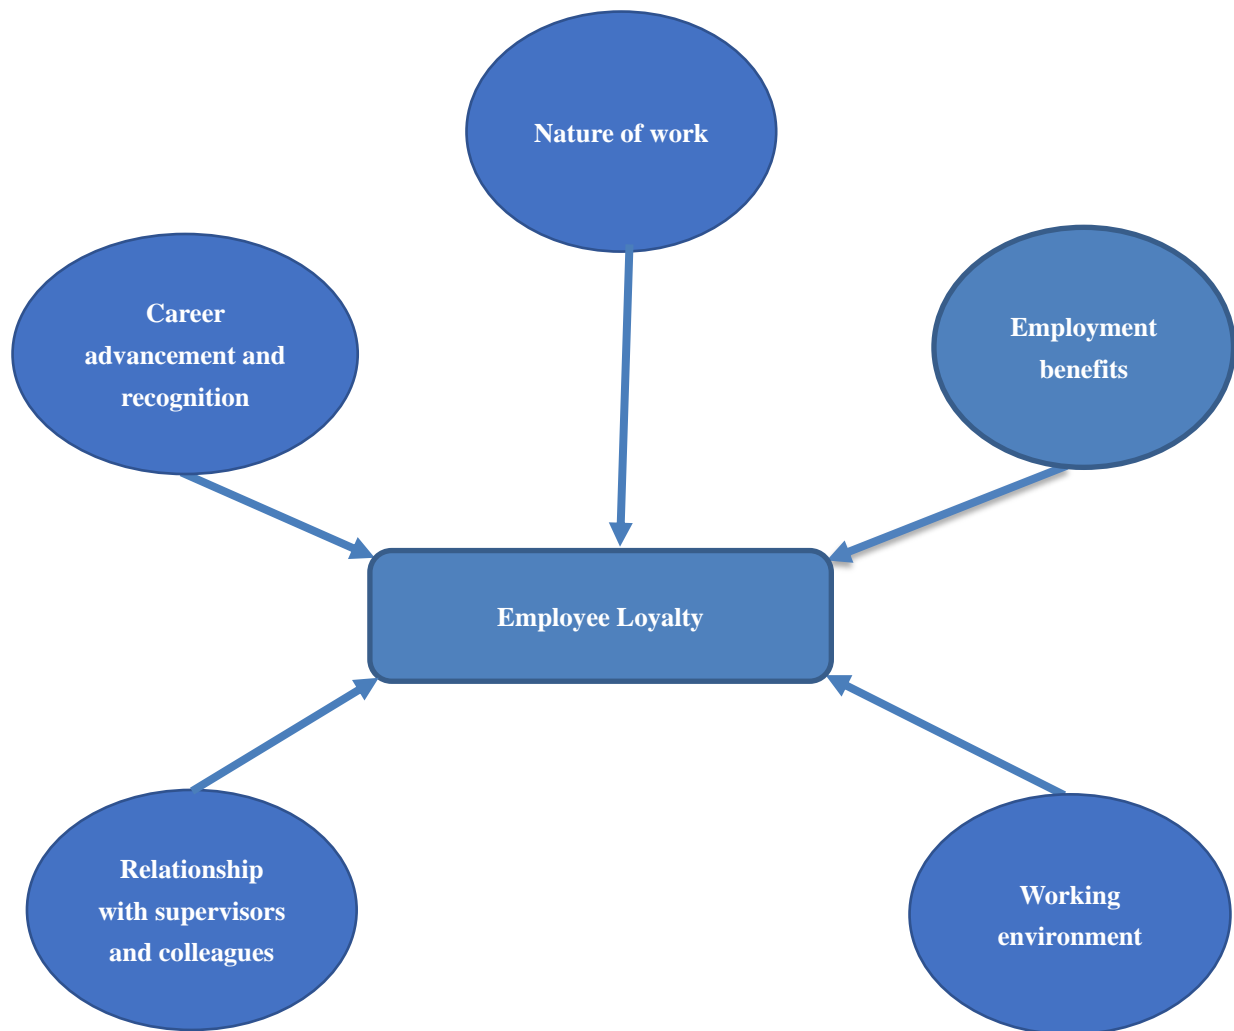 Nature of work
Career
advancement and
recognition
Employment
benefits
Employee Loyalty
Relationship
with supervisors
and colleagues
Working
environment